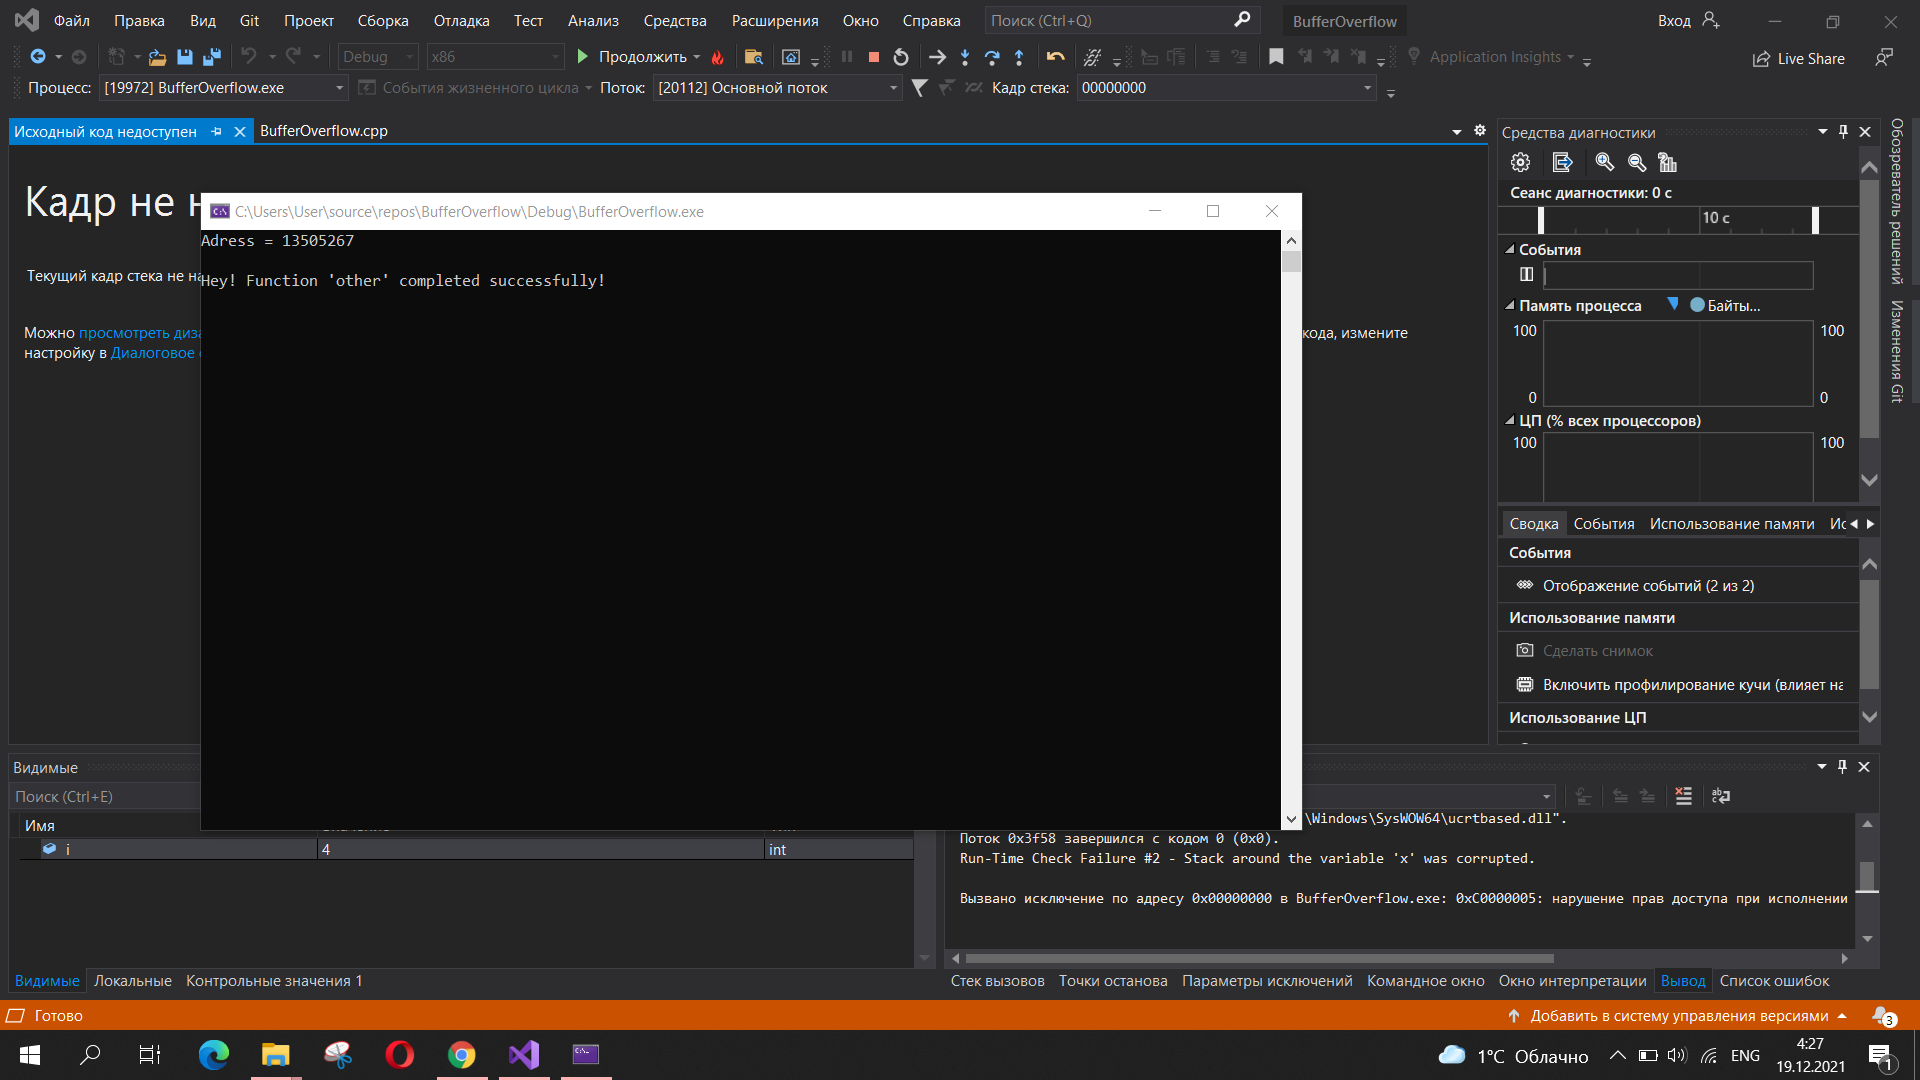 Файл Правка Вид Git Проект Сборка Отладка Тест Анализ Средства Расширения Окно Справка Поиск (Ctrl+Q) BufferOverflow Вход
Debug x86 Продолжить Application Insights Live Share
Процесс: [19972] BufferOverflow.exe События жизненного цикла Поток: [20112] Основной поток Кадр стека: 00000000
Исходный код недоступен BufferOverflow.cpp
Кадр не н
Текущий кадр стека не на
Можно просмотреть диза
настройку в Диалоговое
кода, измените
C:\Users\User\source\repos\BufferOverflow\Debug\BufferOverflow.exe
Adress = 13505267
Hey! Function 'other' completed successfully!
Средства диагностики
Сеанс диагностики: 0 с
10 с
События
Память процесса Байты...
100 100
0 0
ЦП (% всех процессоров)
100 100
Сводка События Использование памяти Ис
События
Отображение событий (2 из 2)
Использование памяти
Сделать снимок
Включить профилирование кучи (влияет на
Использование ЦП
Обозреватель решений
Изменения Git
Видимые
Поиск (Ctrl+E)
Имя
i 4 int
\Windows\SysWOW64\ucrtbased.dll".
Поток 0x3f58 завершился с кодом 0 (0x0).
Run-Time Check Failure #2 - Stack around the variable 'x' was corrupted.
Вызвано исключение по адресу 0x00000000 в BufferOverflow.exe: 0xC0000005: нарушение прав доступа при исполнении
Видимые Локальные Контрольные значения 1
Стек вызовов Точки останова Параметры исключений Командное окно Окно интерпретации Вывод Список ошибок
Готово Добавить в систему управления версиями 3
1°C Облачно ENG 4:27
19.12.2021 1